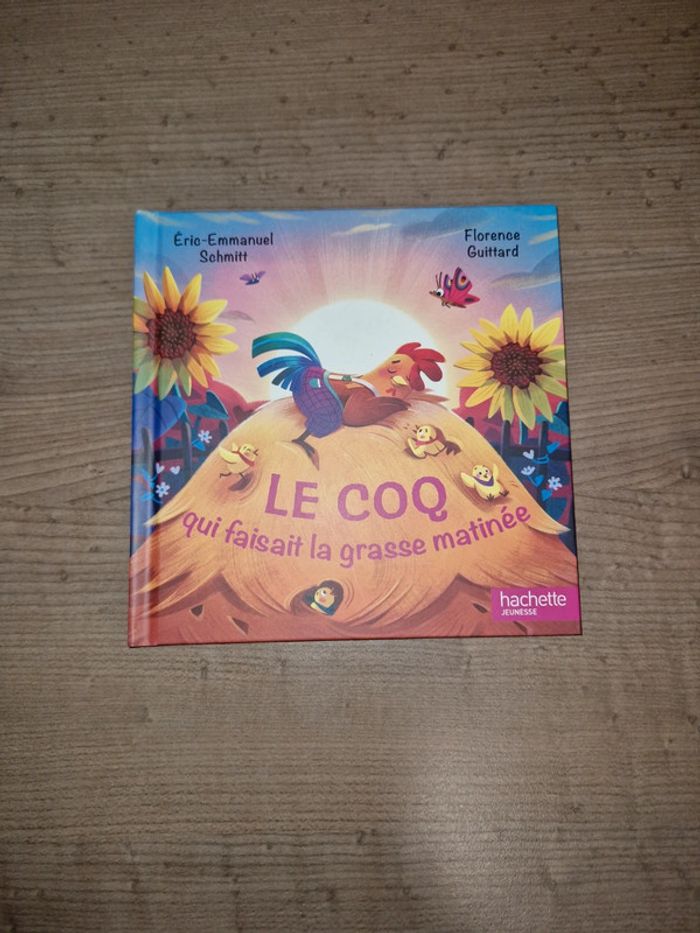 Éric-Emmanuel
Schmitt
Florence
Guittard
LE COQ
qui faisait la grasse matinée
hachette
JEUNESSE